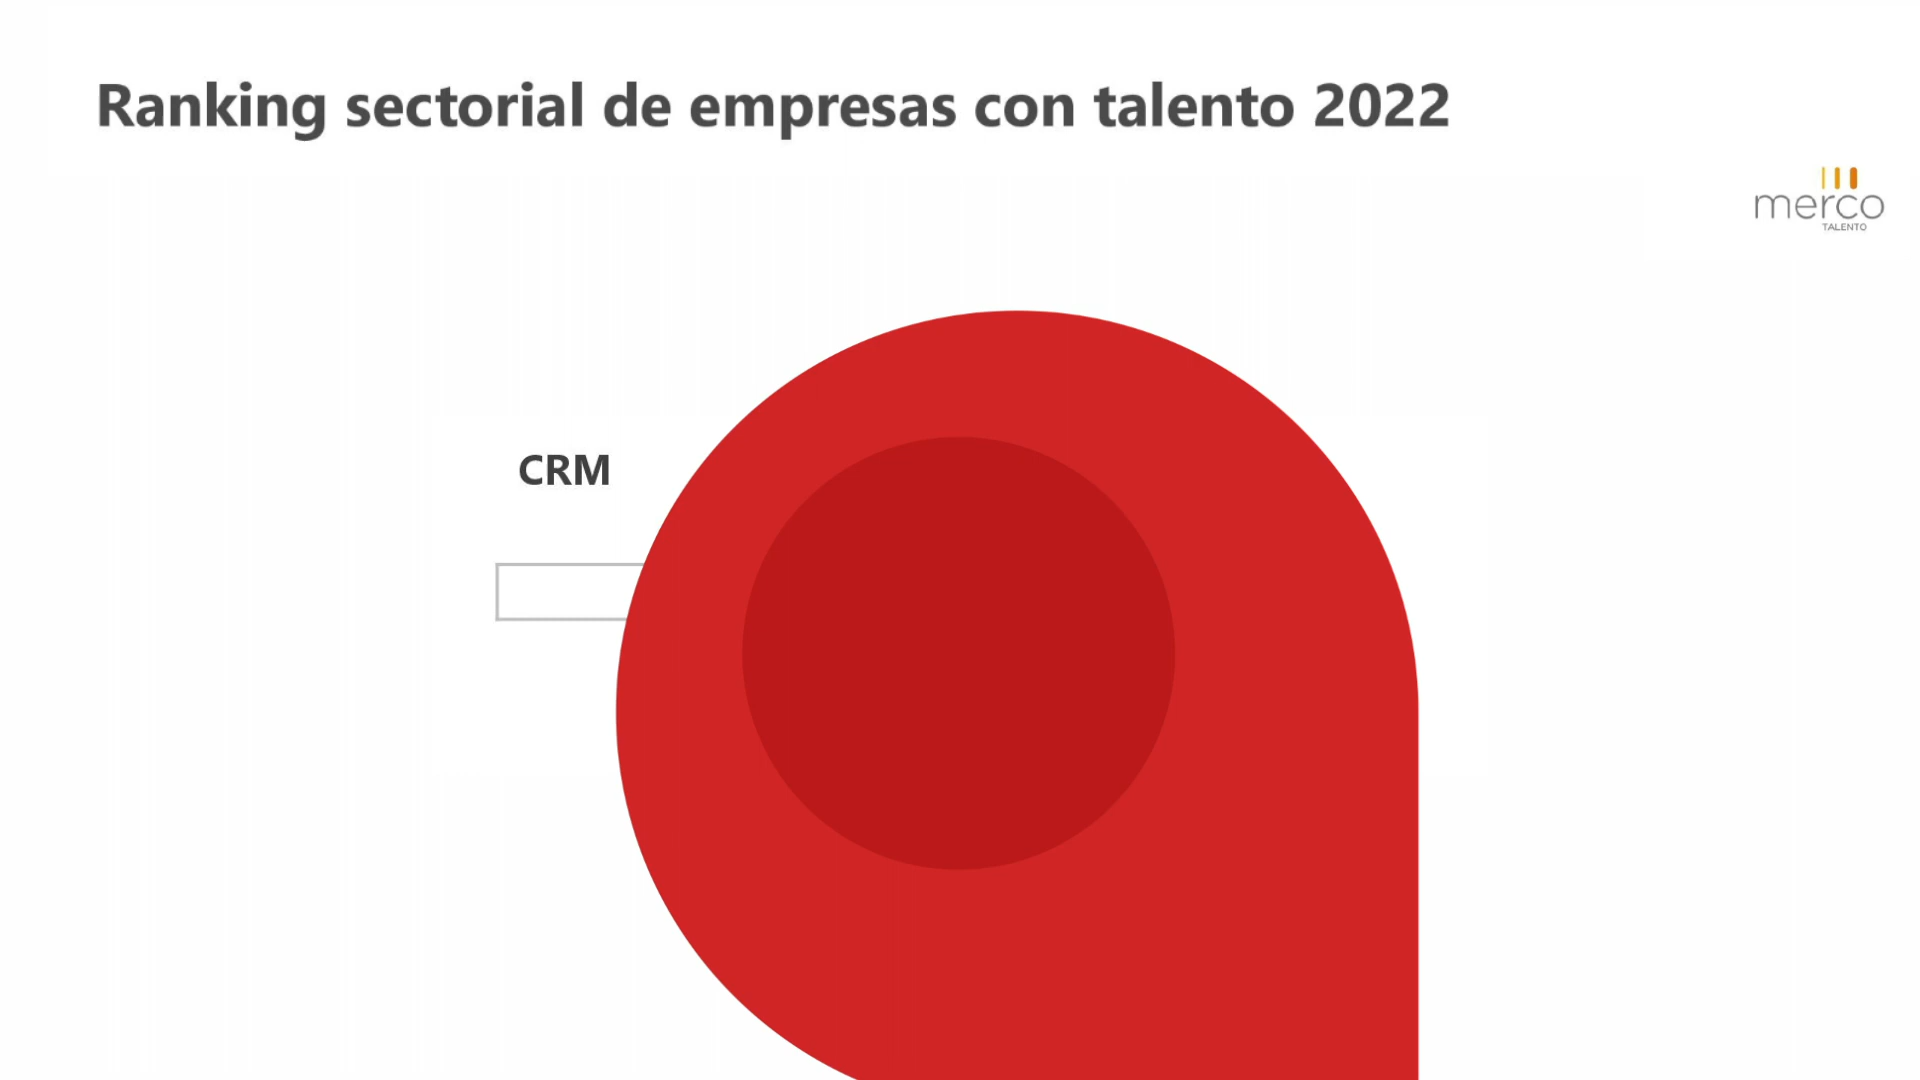 Ranking sectorial de empresas con talento 2022
merco
TALENTO
CRM